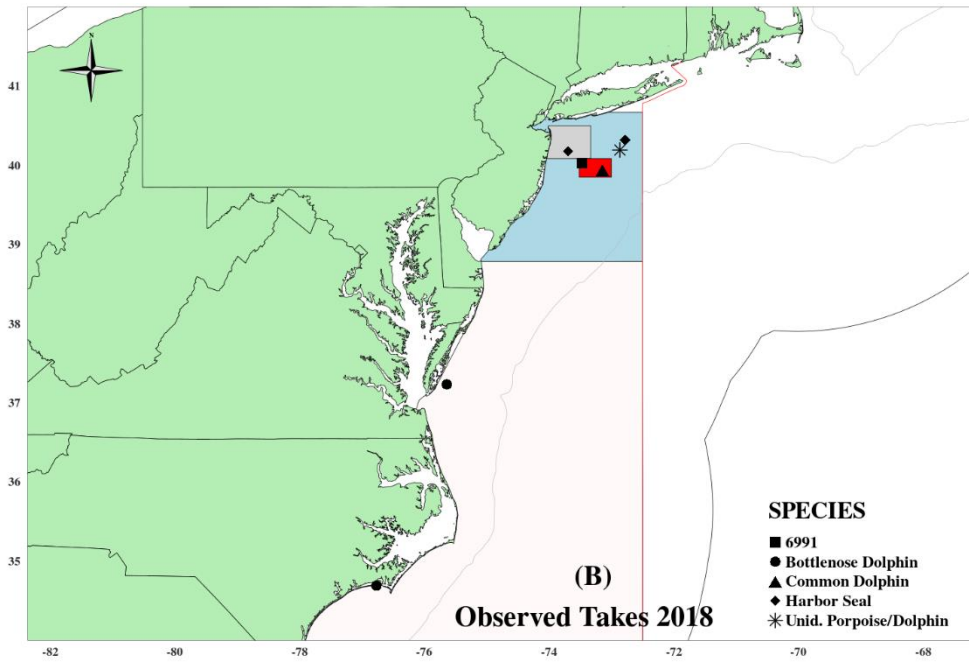 N
41
40
39
38
37
36
35
SPECIES
6991
Bottlenose Dolphin
Common Dolphin
Harbor Seal
Unid. Porpoise/Dolphin
(B)
Observed Takes 2018
-82
-80
-78
-76
-74
-72
-70
-68